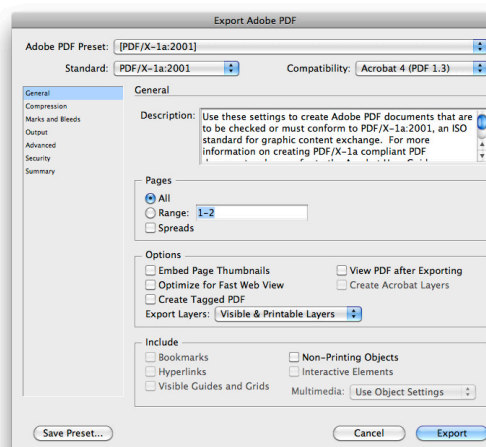 Export Adobe PDF
Adobe PDF Preset: [PDF/X-1a:2001]
Standard: PDF/X-1a:2001 Compatibility: Acrobat 4 (PDF 1.3)
General
Compression
Marks and Bleeds
Output
Advanced
Security
Summary
General
Description: Use these settings to create Adobe PDF documents that are
to be checked or must conform to PDF/X-1a:2001, an ISO
standard for graphic content exchange. For more
information on creating PDF/X-1a compliant PDF
Pages
All
Range: 1-2
Spreads
Options
Embed Page Thumbnails View PDF after Exporting
Optimize for Fast Web View Create Acrobat Layers
Create Tagged PDF
Export Layers: Visible & Printable Layers
Include
Bookmarks Non-Printing Objects
Hyperlinks Interactive Elements
Visible Guides and Grids Multimedia: Use Object Settings
Save Preset... Cancel Export